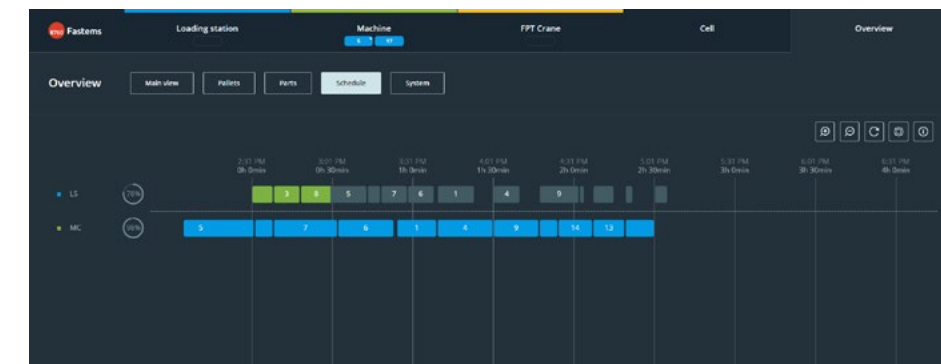 Fastems
Loading station
Machine
FPT Crane
Cell
Overview
Overview
Main view
Pallets
Parts
Schedule
System
2:31 PM 3:01 PM 3:31 PM 4:01 PM 4:31 PM 5:01 PM 5:31 PM 6:01 PM 6:31 PM
0h 0min 0h 30min 1h 0min 1h 30min 2h 0min 2h 30min 3h 0min 3h 30min 4h 0min
LS 78% 3 8 5 7 6 1 4 9
MC 98% 5 7 6 1 4 9 14 13